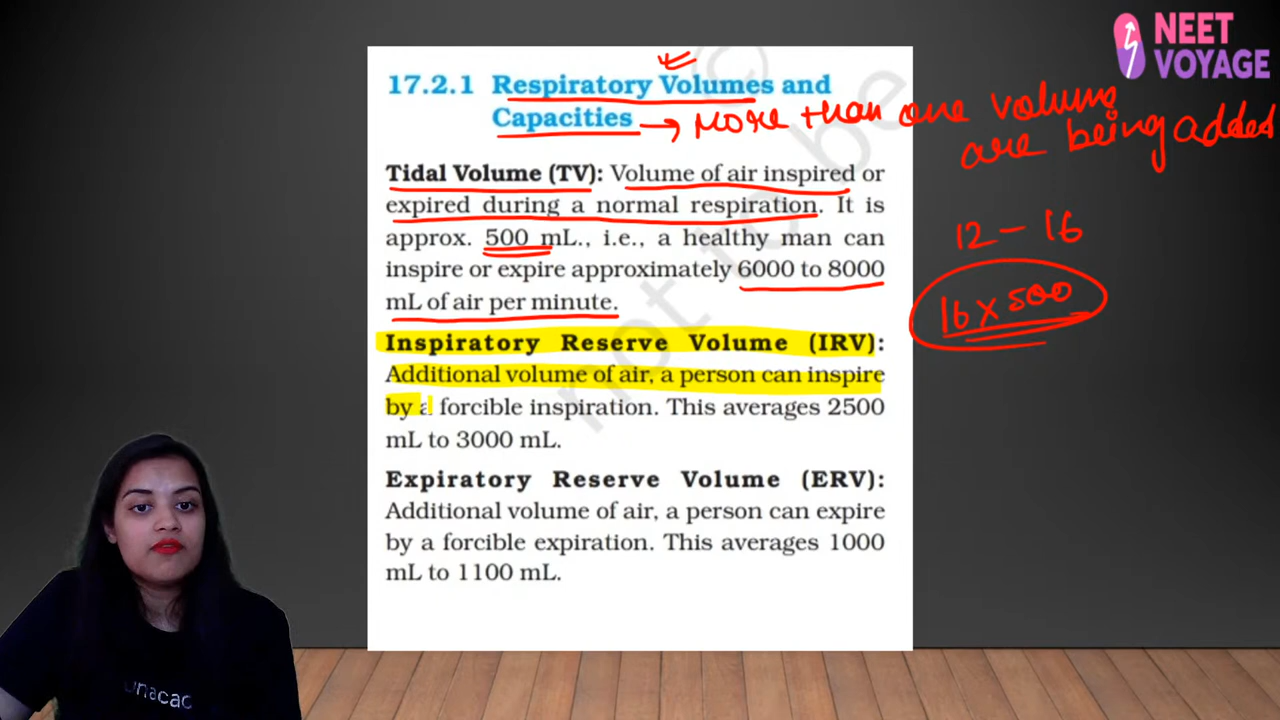 NEET
VOYAGE
17.2.1 Respiratory Volumes and
Capacities → More than one volume
are being added
Tidal Volume (TV): Volume of air inspired or
expired during a normal respiration. It is
approx. 500 mL., i.e., a healthy man can
inspire or expire approximately 6000 to 8000
mL of air per minute.
12 - 16
16 x 500
Inspiratory Reserve Volume (IRV):
Additional volume of air, a person can inspire
by a forcible inspiration. This averages 2500
mL to 3000 mL.
Expiratory Reserve Volume (ERV):
Additional volume of air, a person can expire
by a forcible expiration. This averages 1000
mL to 1100 mL.
© not to be
unacad